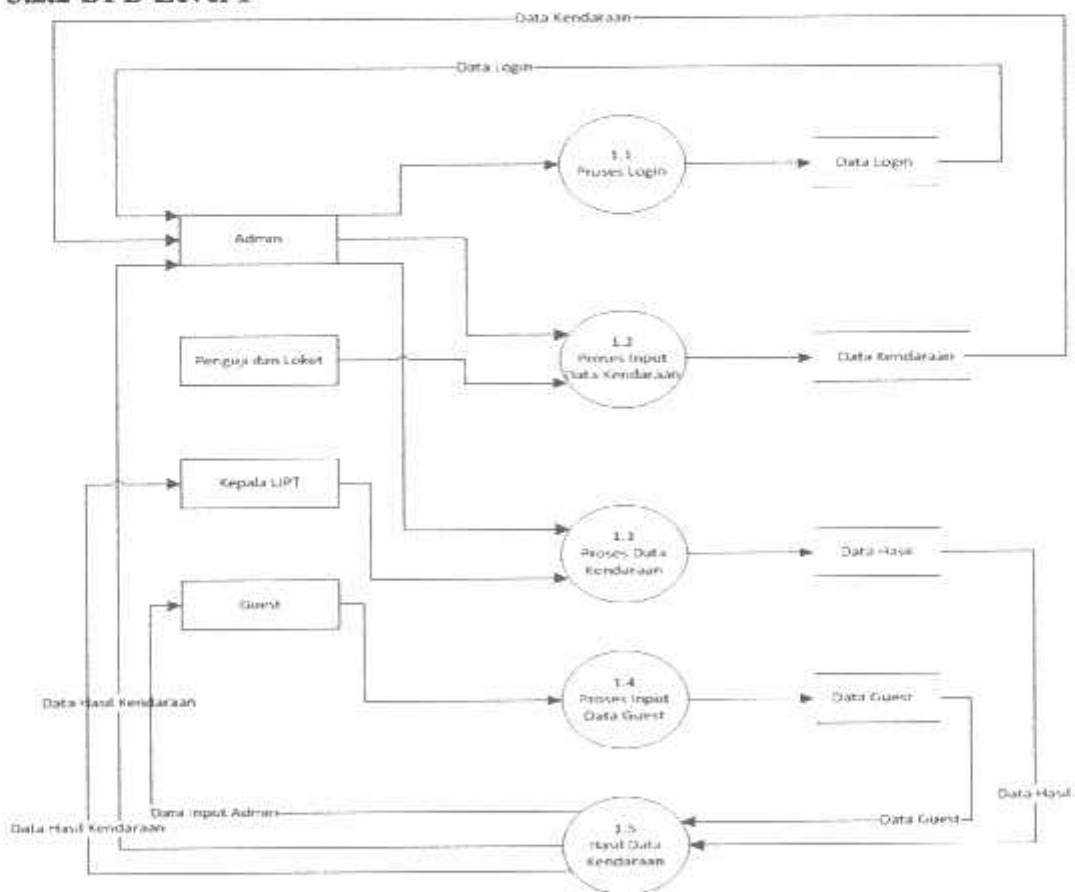 DFD Level 1
Data Kendaraan
Data Login
1.1
Proses Login
Data Login
Admin
1.2
Proses Input
Data Kendaraan
Data Kendaraan
Penguji dan Loket
Kepala UPT
1.3
Proses Data
Kendaraan
Data Hasil
Guest
1.4
Proses Input
Data Guest
Data Guest
Data Hasil Kendaraan
Data Input Admin
Data Hasil Kendaraan
1.5
Hasil Data
Kendaraan
Data Guest
Data Hasil